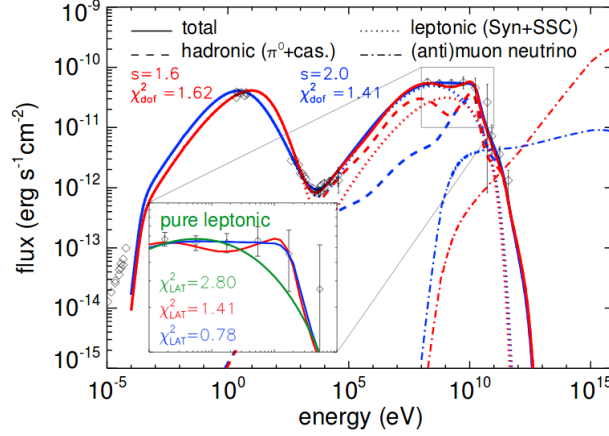 total
leptonic (Syn+SSC)
hadronic (π⁰+cas.)
(anti)muon neutrino
s=1.6
χ²dof=1.62
s=2.0
χ²dof=1.41
pure leptonic
χ²LAT=2.80
χ²LAT=1.41
χ²LAT=0.78
flux (erg s⁻¹cm⁻²)
10⁻⁹
10⁻¹⁰
10⁻¹¹
10⁻¹²
10⁻¹³
10⁻¹⁴
10⁻¹⁵
10⁻⁵
10⁰
10⁵
10¹⁰
10¹⁵
energy (eV)